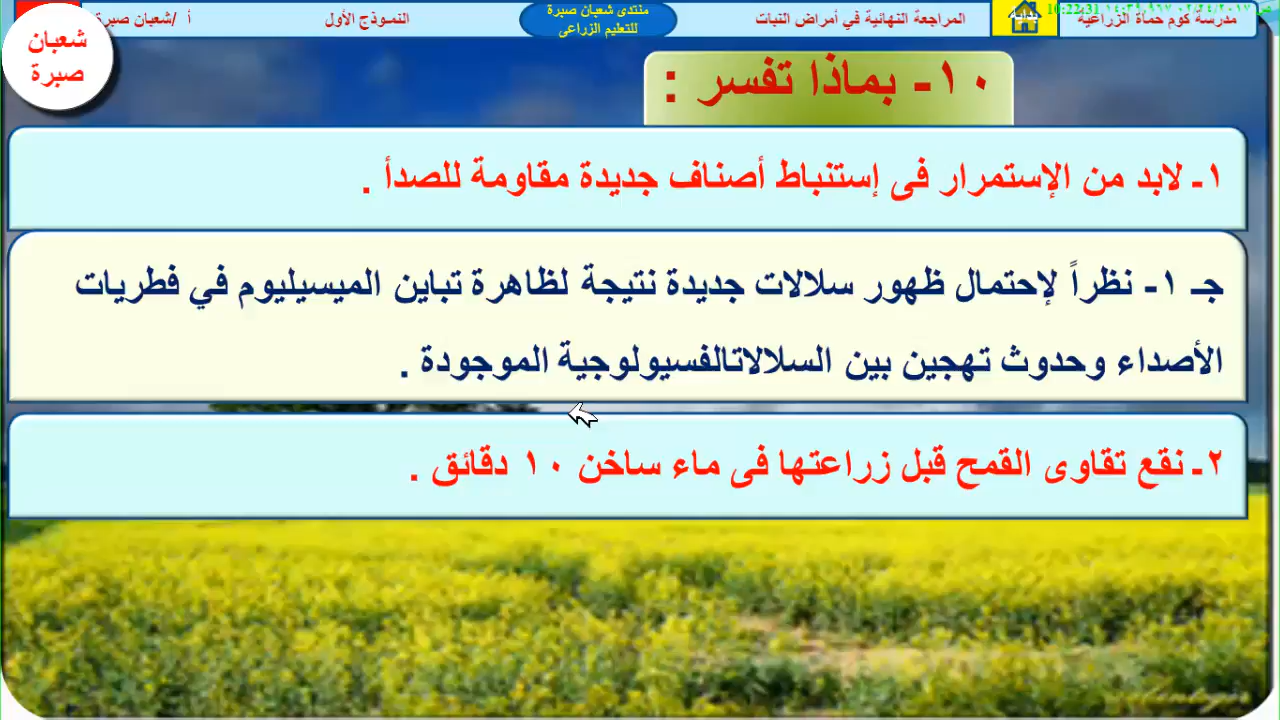 مدرسة كوم حماة الزراعية
المراجعة النهائية في أمراض النبات
منتدى شعبان صبرة
للتعليم الزراعى
النموذج الأول
أ /شعبان صبرة
شعبان
صبرة
١٠- بماذا تفسر :
١- لابد من الإستمرار فى إستنباط أصناف جديدة مقاومة للصدأ .
جـ ١- نظراً لإحتمال ظهور سلالات جديدة نتيجة لظاهرة تباين الميسيليوم في فطريات
الأصداء وحدوث تهجين بين السلالاتالفسيولوجية الموجودة .
٢- نقع تقاوى القمح قبل زراعتها فى ماء ساخن ١٠ دقائق .